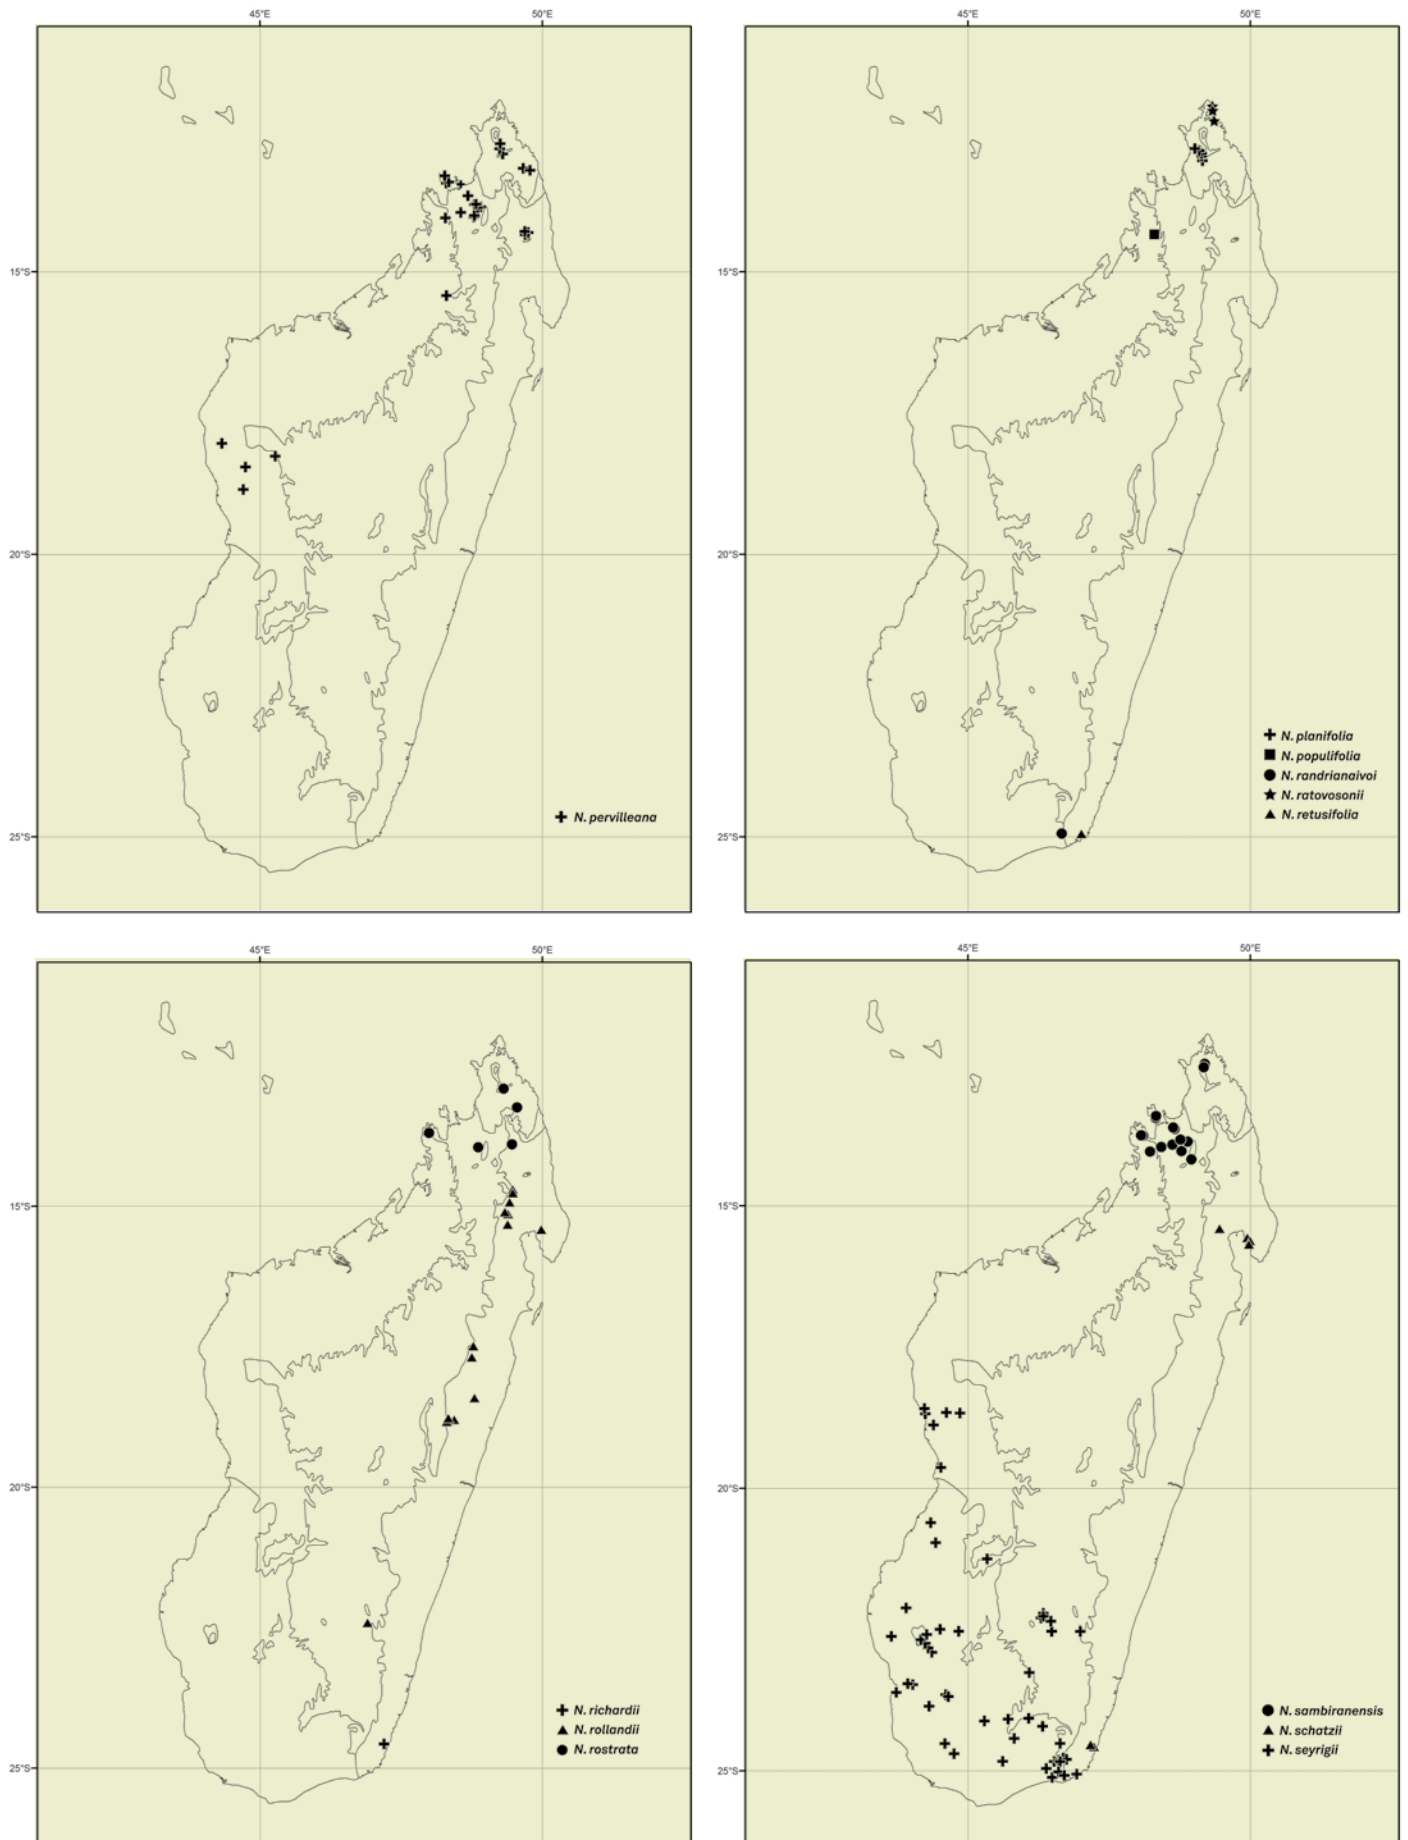 45°E 50°E
15°S
20°S
25°S
N. pervilleana
45°E 50°E
15°S
20°S
N. planifolia
N. populifolia
N. randrianaivoi
N. ratovosonii
N. retusifolia
25°S
45°E 50°E
15°S
20°S
N. richardii
N. rollandii
N. rostrata
25°S
45°E 50°E
15°S
20°S
N. sambiranensis
N. schatzii
N. seyrigii
25°S